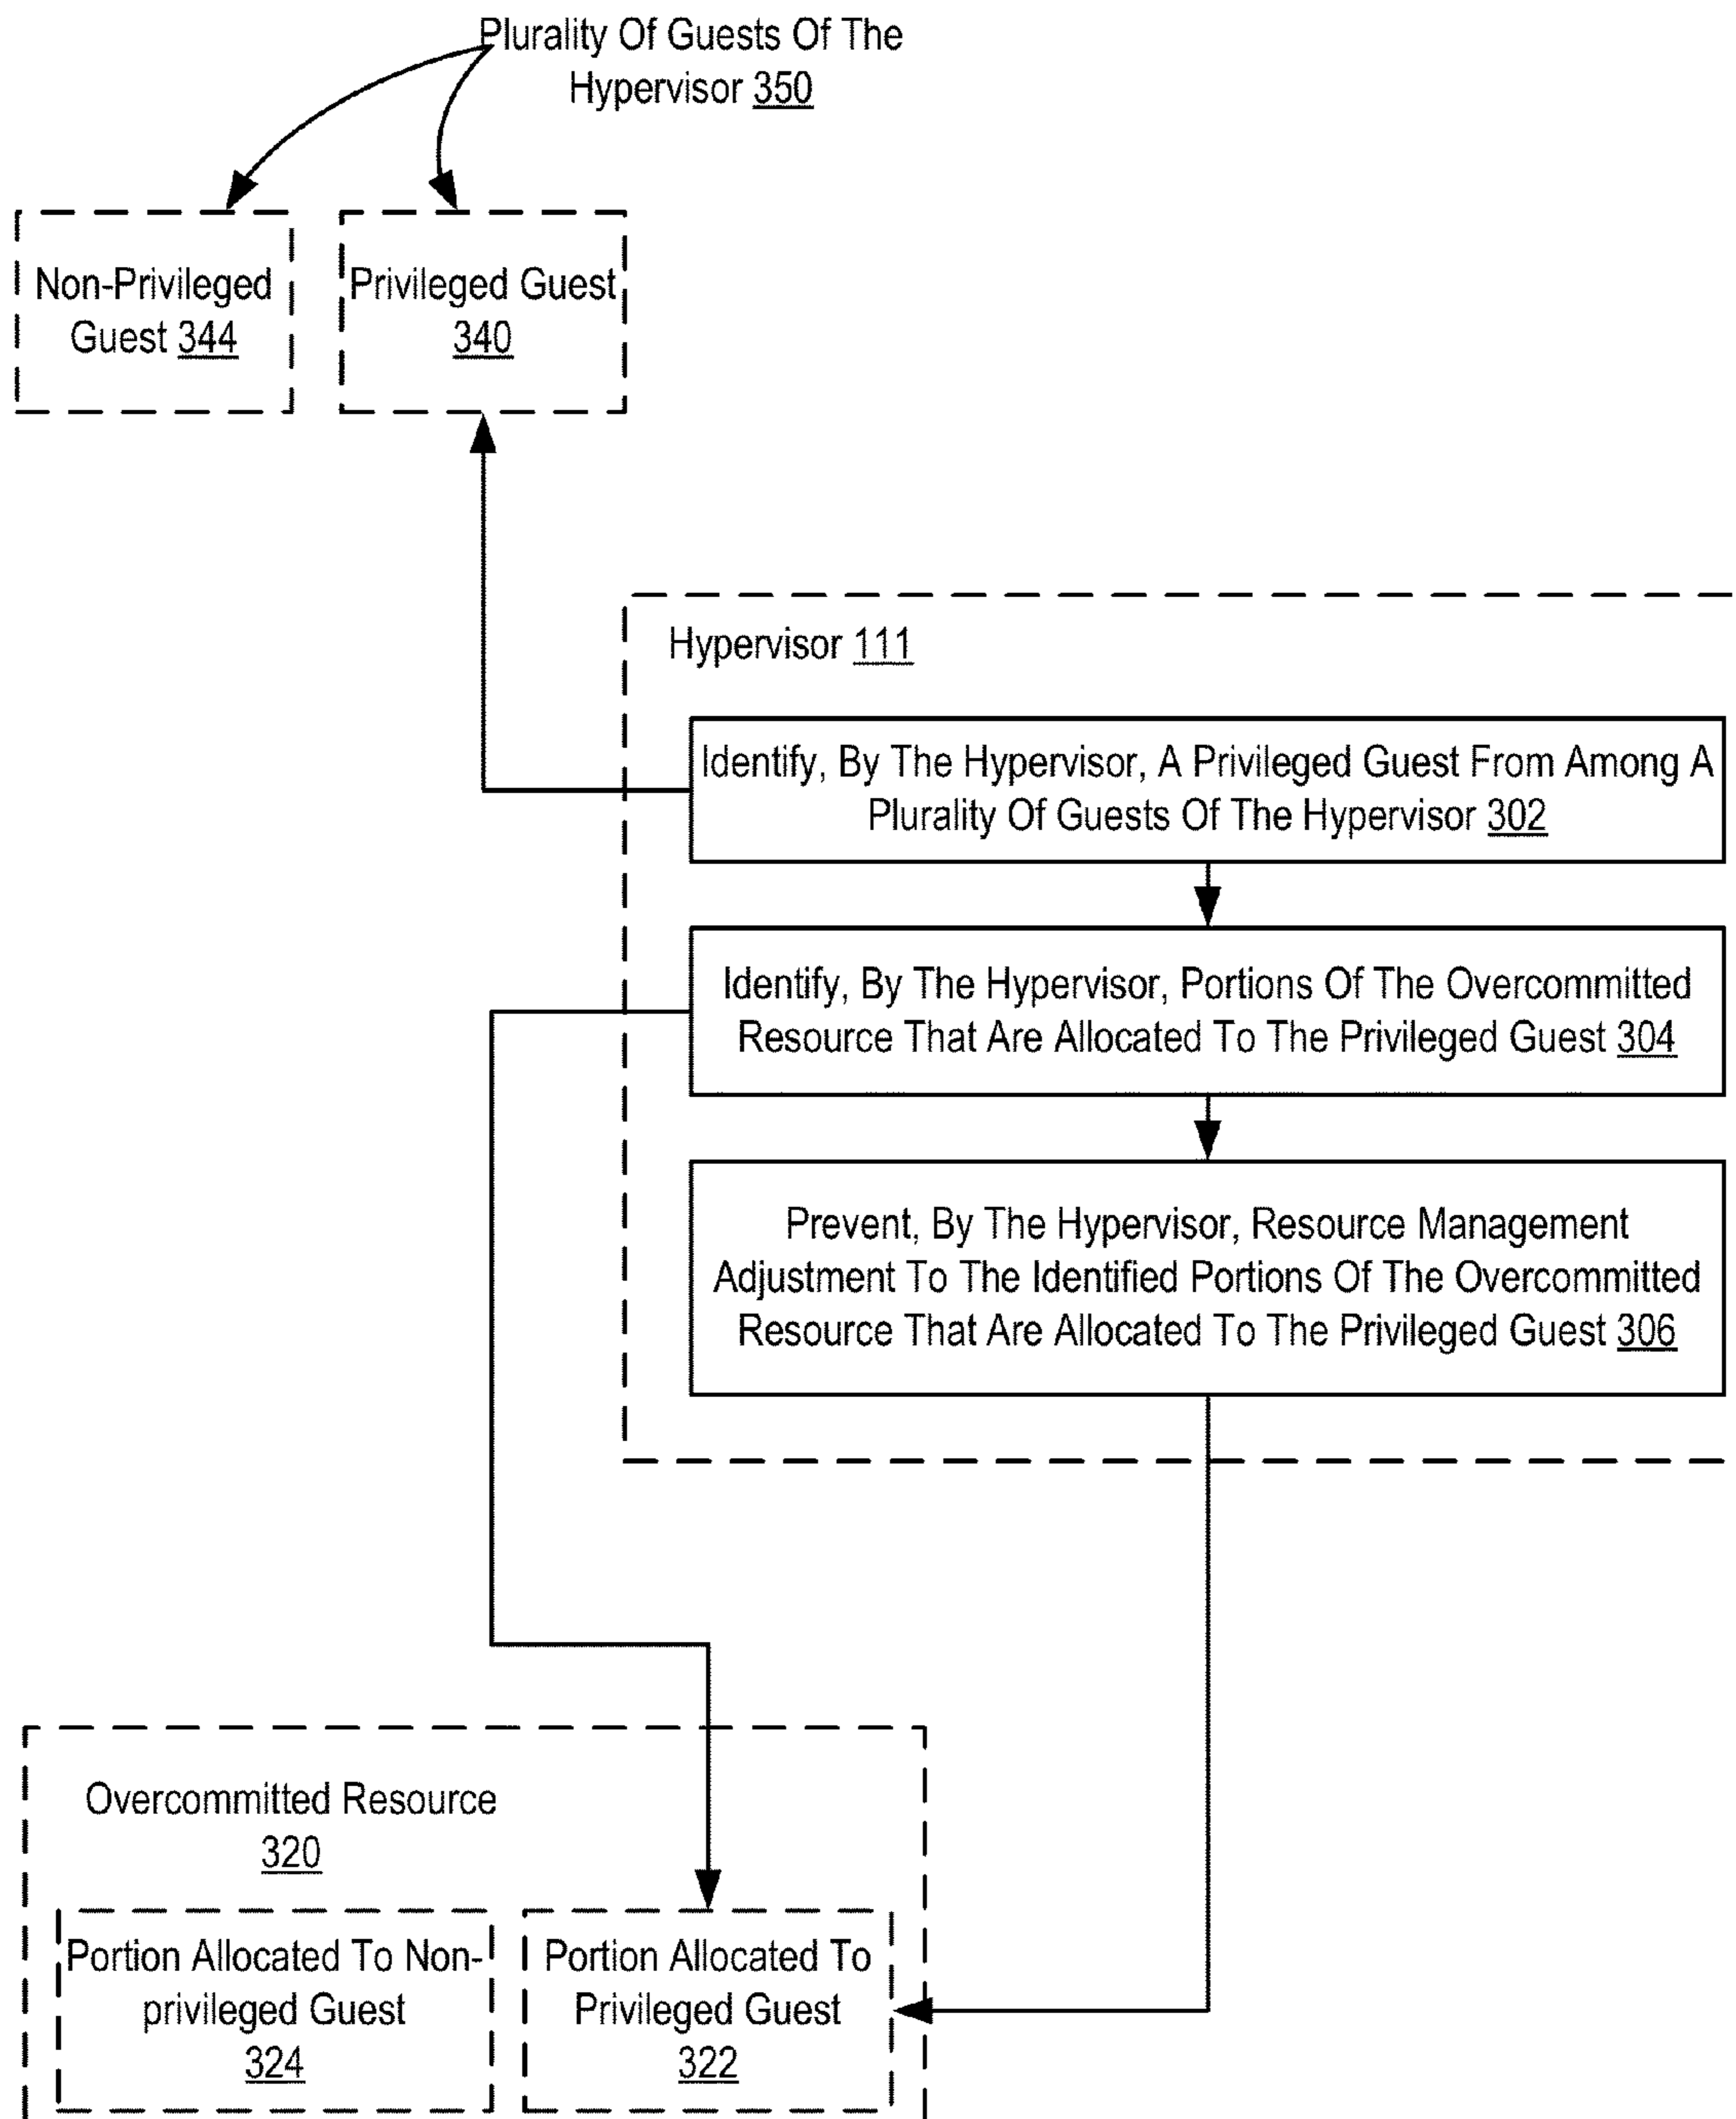 Plurality Of Guests Of The
Hypervisor 350
Non-Privileged
Guest 344
Privileged Guest
340
Hypervisor 111
Identify, By The Hypervisor, A Privileged Guest From Among A
Plurality Of Guests Of The Hypervisor 302
Identify, By The Hypervisor, Portions Of The Overcommitted
Resource That Are Allocated To The Privileged Guest 304
Prevent, By The Hypervisor, Resource Management
Adjustment To The Identified Portions Of The Overcommitted
Resource That Are Allocated To The Privileged Guest 306
Overcommitted Resource
320
Portion Allocated To Non-
privileged Guest
324
Portion Allocated To
Privileged Guest
322